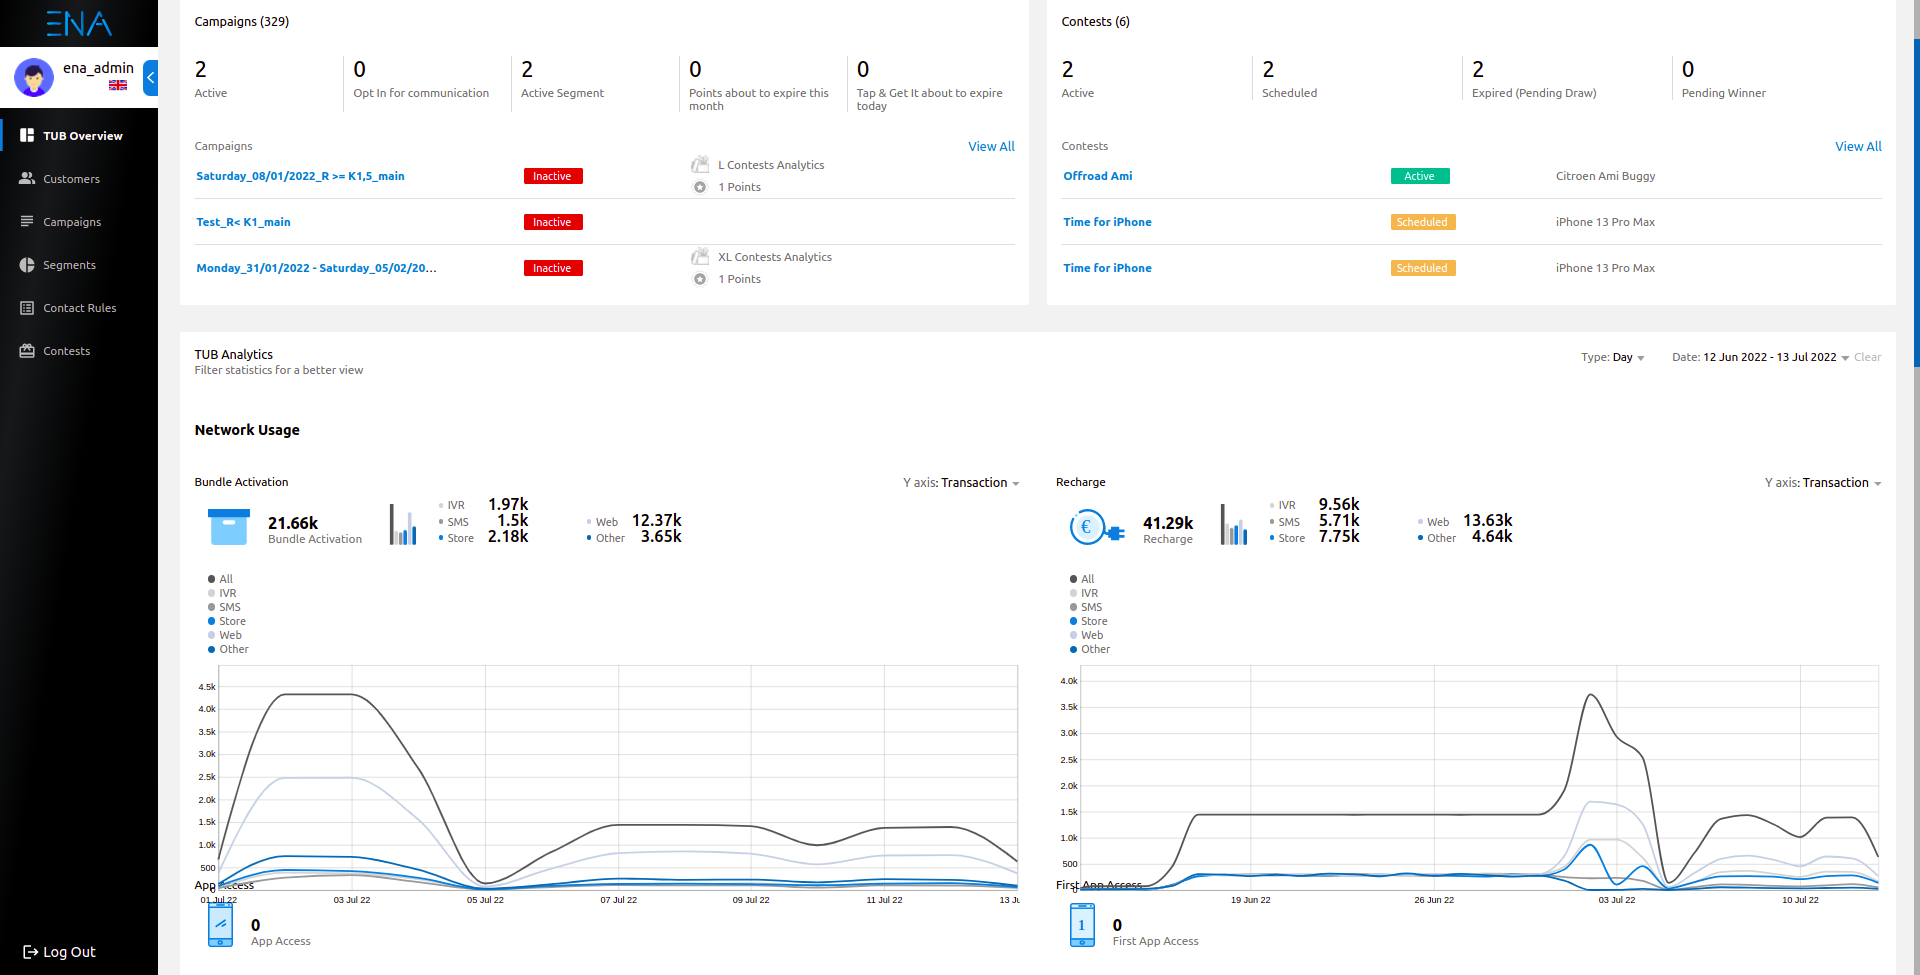 ENA
ena_admin
TUB Overview
Customers
Campaigns
Segments
Contact Rules
Contests
Log Out
Campaigns (329)
2
Active
0
Opt In for communication
2
Active Segment
0
Points about to expire this
month
0
Tap & Get It about to expire
today
Campaigns
View All
Saturday_08/01/2022_R >= K1,5_main
Inactive
L Contests Analytics
1 Points
Test_R< K1_main
Inactive
Monday_31/01/2022 - Saturday_05/02/20...
Inactive
XL Contests Analytics
1 Points
Contests (6)
2
Active
2
Scheduled
2
Expired (Pending Draw)
0
Pending Winner
Contests
View All
Offroad Ami
Active
Citroen Ami Buggy
Time for iPhone
Scheduled
iPhone 13 Pro Max
Time for iPhone
Scheduled
iPhone 13 Pro Max
TUB Analytics
Filter statistics for a better view
Type: Day
Date: 12 Jun 2022 - 13 Jul 2022
Clear
Network Usage
Bundle Activation
Y axis: Transaction
21.66k
Bundle Activation
IVR 1.97k
SMS 1.5k
Store 2.18k
Web 12.37k
Other 3.65k
All
IVR
SMS
Store
Web
Other
4.5k
4.0k
3.5k
3.0k
2.5k
2.0k
1.5k
1.0k
500
0
01 Jul 22
03 Jul 22
05 Jul 22
07 Jul 22
09 Jul 22
11 Jul 22
13 Ju
App Access
0
App Access
Recharge
Y axis: Transaction
€
41.29k
Recharge
IVR 9.56k
SMS 5.71k
Store 7.75k
Web 13.63k
Other 4.64k
All
IVR
SMS
Store
Web
Other
4.0k
3.5k
3.0k
2.5k
2.0k
1.5k
1.0k
500
0
19 Jun 22
26 Jun 22
03 Jul 22
10 Jul 22
First App Access
1
0
First App Access